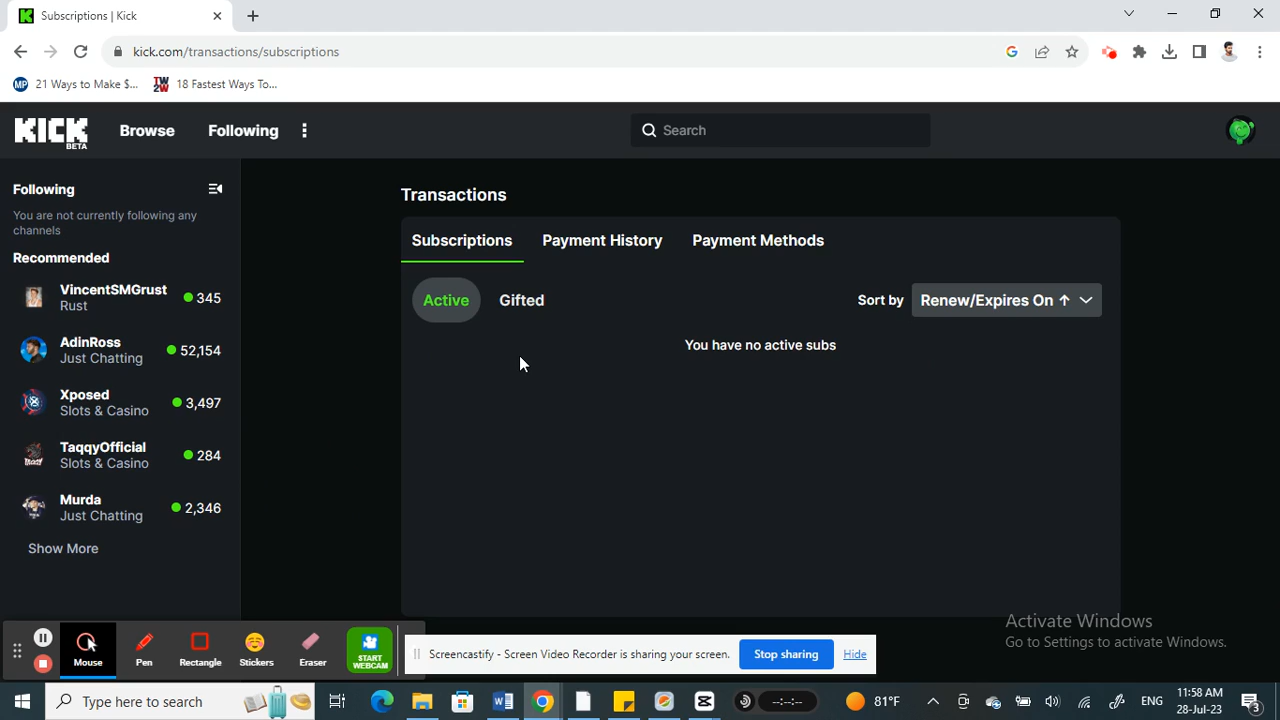 Subscriptions | Kick
kick.com/transactions/subscriptions
21 Ways to Make $...
18 Fastest Ways To...
KICK
BETA
Browse
Following
Search
Following
You are not currently following any
channels
Recommended
VincentSMGrust
Rust
345
AdinRoss
Just Chatting
52,154
Xposed
Slots & Casino
3,497
TaqqyOfficial
Slots & Casino
284
Murda
Just Chatting
2,346
Show More
Transactions
Subscriptions
Payment History
Payment Methods
Active
Gifted
Sort by
Renew/Expires On ↑
You have no active subs
Activate Windows
Go to Settings to activate Windows.
Mouse
Pen
Rectangle
Stickers
Eraser
START
WEBCAM
Screencastify - Screen Video Recorder is sharing your screen.
Stop sharing
Hide
Type here to search
--:--:--
81°F
ENG
11:58 AM
28-Jul-23
3